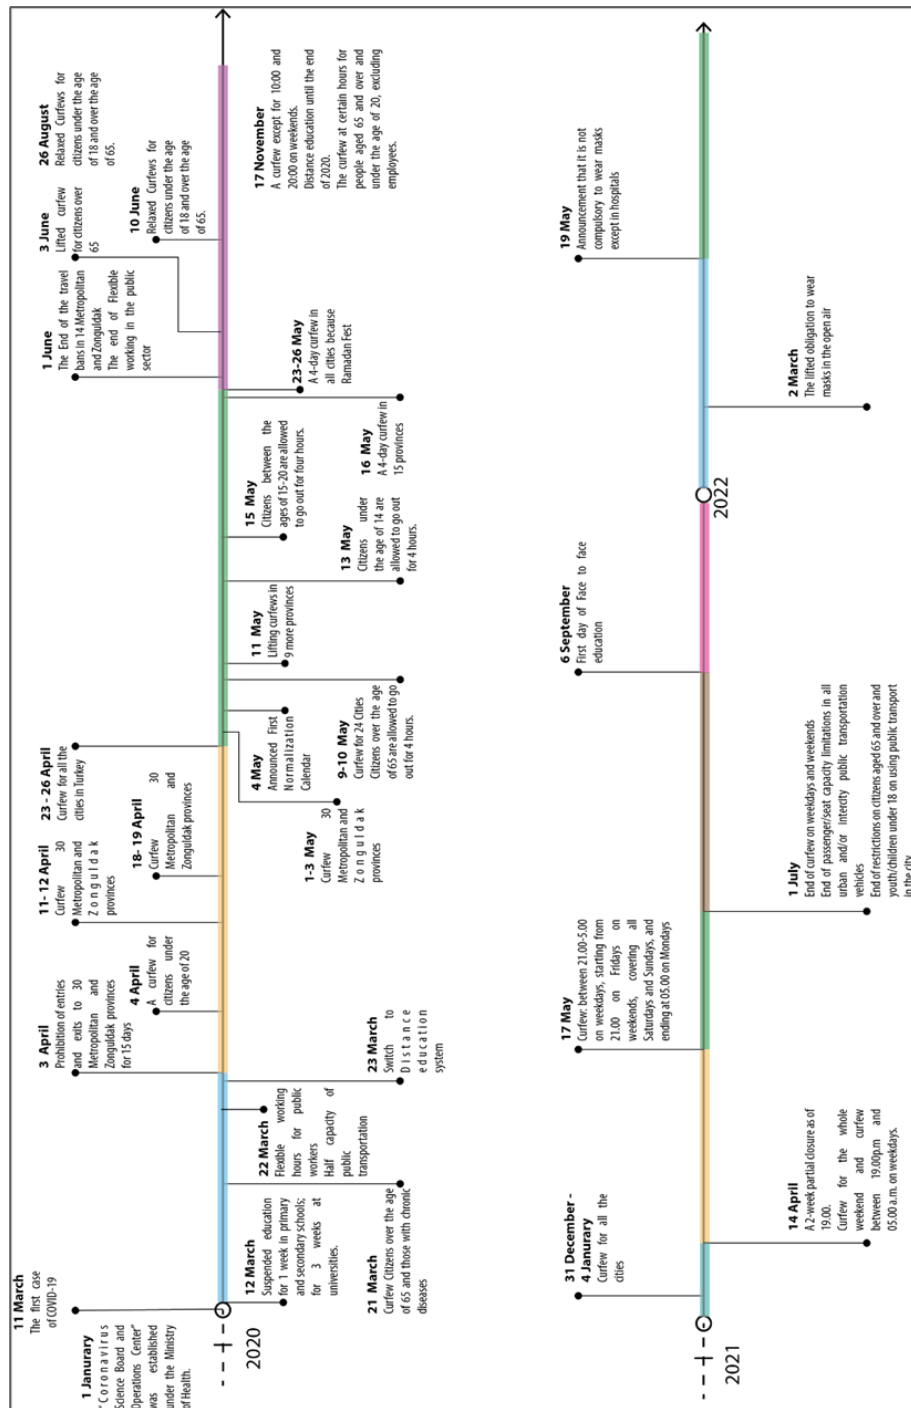 11 March
The first case
of COVID-19
1 Janurary
"Coronavirus
Science Board and
Operations Center"
was established
under the Ministry
of Health.
2020
12 March
Suspended education
for 1 week in primary
and secondary schools;
for 3 weeks at
universities.
21 March
Curfew Citizens over the age
of 65 and those with chronic
diseases
22 March
Flexible working
hours for public
workers
Half capacity of
public
transportation
23 March
Switch to
Distance
education
system
3 April
Prohibition of entries
and exits to 30
Metropolitan and
Zonguldak provinces
for 15 days
4 April
A curfew for
citizens under
the age of 20
11- 12 April
Curfew 30
Metropolitan and
Zonguldak
provinces
18- 19 April
Curfew 30
Metropolitan and
Zonguldak provinces
23 - 26 April
Curfew for all the
cities in Turkey
1-3 May
Curfew 30
Metropolitan and
Zonguldak
provinces
4 May
Announced First
Normalization
Calendar
9-10 May
Curfew for 24 Cities
Citizens over the age
of 65 are allowed to go
out for 4 hours.
11 May
Lifting curfews in
9 more provinces
13 May
Citizens under
the age of 14 are
allowed to go out
for 4 hours.
15 May
Citizens between the
ages of 15-20 are allowed
to go out for four hours.
16 May
A 4-day curfew in
15 provinces
23-26 May
A 4-day curfew in
all cities because
Ramadan Fest
1 June
The End of the travel
bans in 14 Metropolitan
and Zonguldak
The end of Flexible
working in the public
sector
3 June
Lifted curfew
for citizens over
65
10 June
Relaxed Curfews for
citizens under the age
of 18 and over the age
of 65.
26 August
Relaxed Curfews for
citizens under the age
of 18 and over the age
of 65.
17 November
A curfew except for 10:00 and
20:00 on weekends.
Distance education until the end
of 2020.
The curfew at certain hours for
people aged 65 and over and
under the age of 20, excluding
employees.
2021
31 December -
4 Janurary
Curfew for all the
cities
14 April
A 2-week partial closure as of
19.00.
Curfew for the whole
weekend and curfew
between 19.00p.m and
05.00 a.m. on weekdays.
17 May
Curfew: between 21.00-5.00
on weekdays, starting from
21.00 on Fridays on
weekends, covering all
Saturdays and Sundays, and
ending at 05.00 on Mondays
1 July
End of curfew on weekdays and weekends
End of passenger/seat capacity limitations in all
urban and/or intercity public transportation
vehicles
End of restrictions on citizens aged 65 and over and
youth/children under 18 on using public transport
in the city
6 September
First day of Face to face
education
2022
2 March
The lifted obligation to wear
masks in the open air
19 May
Announcement that it is not
compulsory to wear masks
except in hospitals